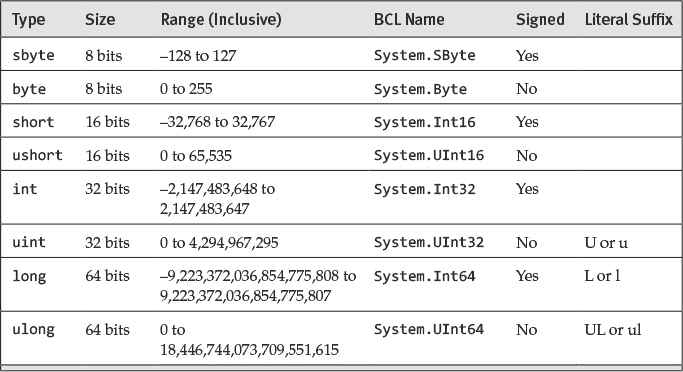 Type Size Range (Inclusive) BCL Name Signed Literal Suffix
sbyte 8 bits –128 to 127 System.SByte Yes
byte 8 bits 0 to 255 System.Byte No
short 16 bits –32,768 to 32,767 System.Int16 Yes
ushort 16 bits 0 to 65,535 System.UInt16 No
int 32 bits –2,147,483,648 to System.Int32 Yes
2,147,483,647
uint 32 bits 0 to 4,294,967,295 System.UInt32 No U or u
long 64 bits –9,223,372,036,854,775,808 to System.Int64 Yes L or l
9,223,372,036,854,775,807
ulong 64 bits 0 to System.UInt64 No UL or ul
18,446,744,073,709,551,615